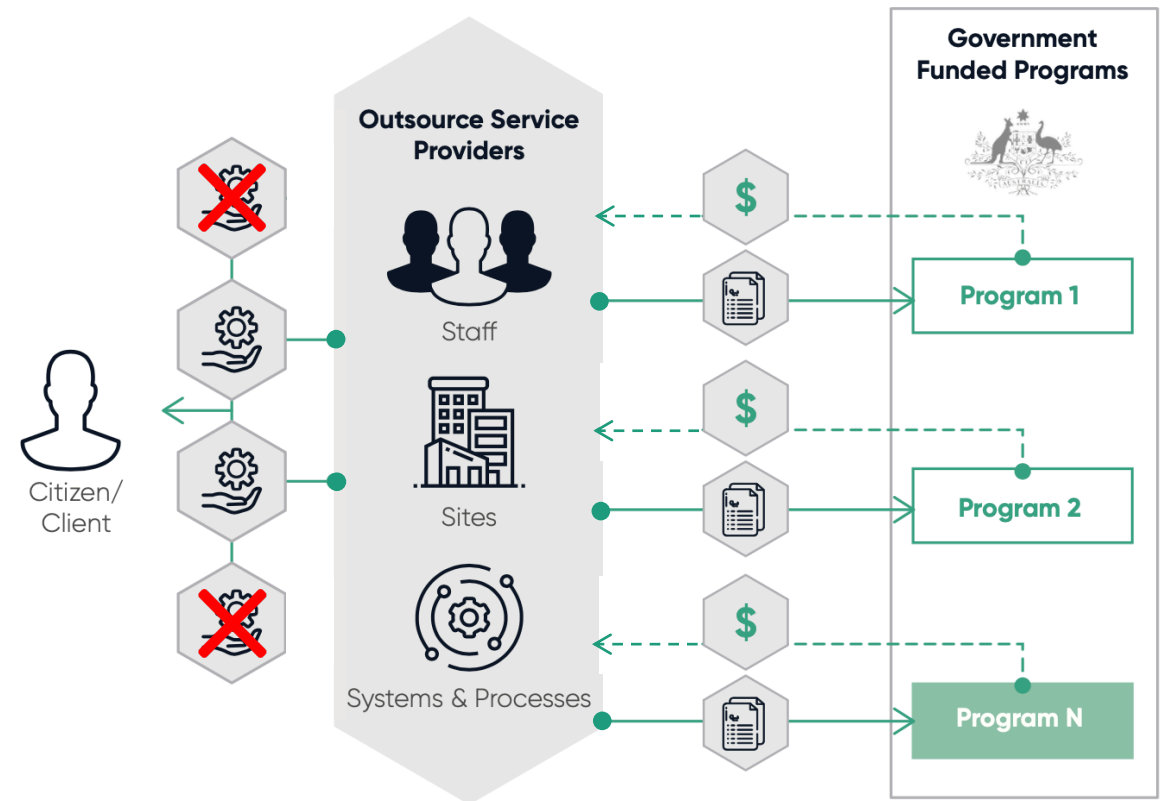 Government
Funded Programs
Outsource Service
Providers
$
Program 1
Staff
$
Citizen/
Client
Sites
Program 2
$
Systems & Processes
Program N